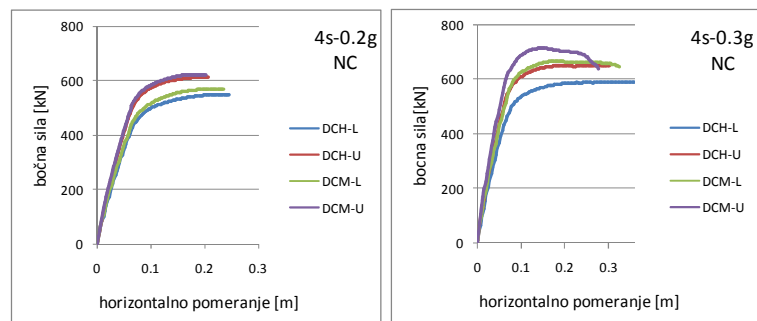 800
600
400
200
0
bočna sila [kN]
0
0.1
0.2
0.3
horizontalno pomeranje [m]
4s-0.2g
NC
DCH-L
DCH-U
DCM-L
DCM-U
800
600
400
200
0
bocna sila [kN]
0
0.1
0.2
0.3
horizontalno pomeranje [m]
4s-0.3g
NC
DCH-L
DCH-U
DCM-L
DCM-U